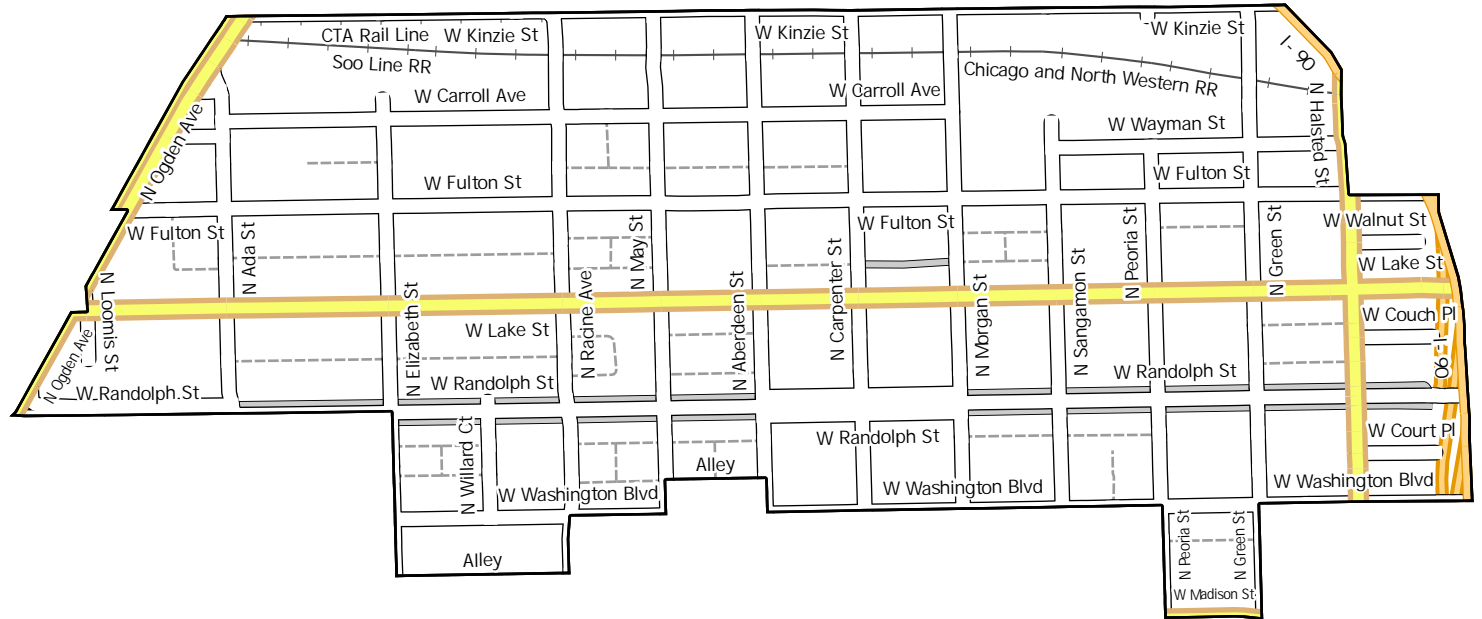 CTA Rail Line
W Kinzie St
W Kinzie St
W Kinzie St
I- 90
Soo Line RR
Chicago and North Western RR
W Carroll Ave
W Carroll Ave
N Halsted St
W Wayman St
N Ogden Ave
W Fulton St
W Fulton St
W Fulton St
W Fulton St
W Walnut St
N Ada St
N May St
N Peoria St
N Green St
W Lake St
N Loomis St
N Elizabeth St
N Racine Ave
N Aberdeen St
N Carpenter St
N Morgan St
N Sangamon St
W Couch Pl
W Lake St
I- 90
N Ogden Ave
W Randolph St
W Randolph St
W Randolph St
W Randolph St
W Court Pl
N Willard Ct
Alley
W Washington Blvd
W Washington Blvd
W Washington Blvd
Alley
N Peoria St
N Green St
W Madison St